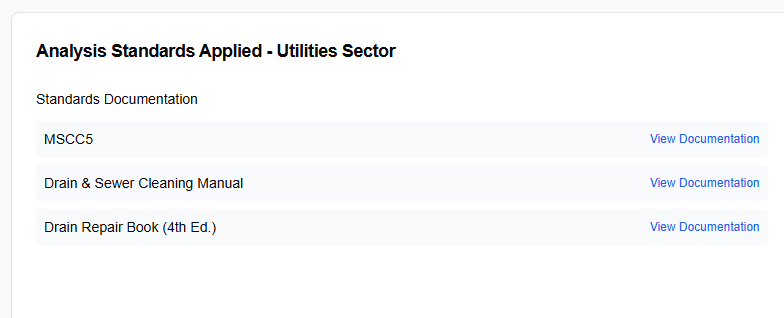 Analysis Standards Applied - Utilities Sector
Standards Documentation
MSCC5 View Documentation
Drain & Sewer Cleaning Manual View Documentation
Drain Repair Book (4th Ed.) View Documentation